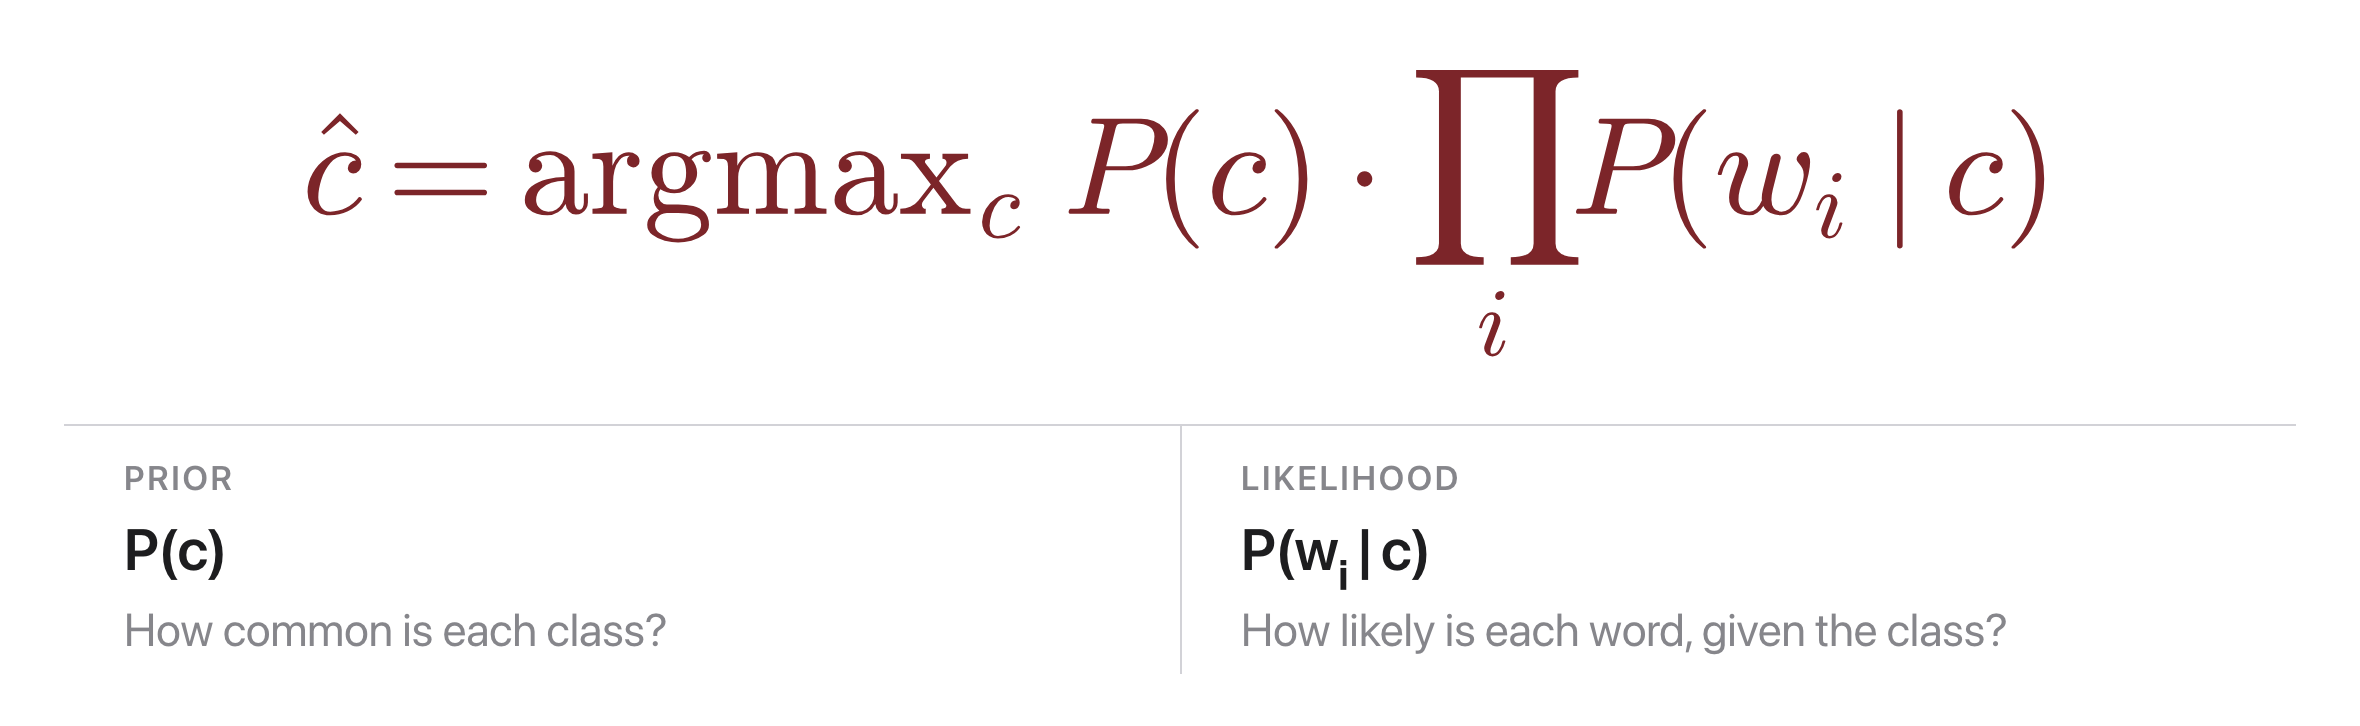 ĉ = argmax_c P(c) · ∏_i P(w_i | c)
PRIOR
P(c)
How common is each class?
LIKELIHOOD
P(w_i | c)
How likely is each word, given the class?